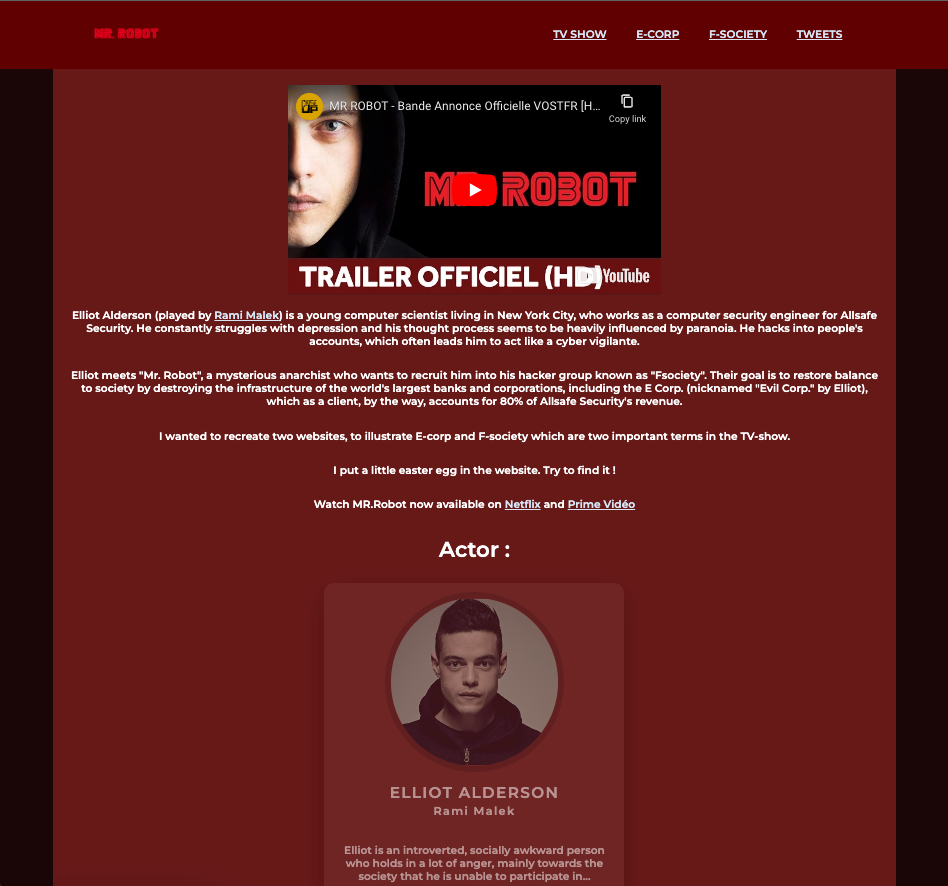 MR. ROBOT
TV SHOW E-CORP F-SOCIETY TWEETS
MR ROBOT - Bande Annonce Officielle VOSTFR [H...
Copy link
MR. ROBOT
TRAILER OFFICIEL (HD)
YouTube
Elliot Alderson (played by Rami Malek) is a young computer scientist living in New York City, who works as a computer security engineer for Allsafe
Security. He constantly struggles with depression and his thought process seems to be heavily influenced by paranoia. He hacks into people's
accounts, which often leads him to act like a cyber vigilante.
Elliot meets "Mr. Robot", a mysterious anarchist who wants to recruit him into his hacker group known as "Fsociety". Their goal is to restore balance
to society by destroying the infrastructure of the world's largest banks and corporations, including the E Corp. (nicknamed "Evil Corp." by Elliot),
which as a client, by the way, accounts for 80% of Allsafe Security's revenue.
I wanted to recreate two websites, to illustrate E-corp and F-society which are two important terms in the TV-show.
I put a little easter egg in the website. Try to find it !
Watch MR.Robot now available on Netflix and Prime Vidéo
Actor :
ELLIOT ALDERSON
Rami Malek
Elliot is an introverted, socially awkward person
who holds in a lot of anger, mainly towards the
society that he is unable to participate in...